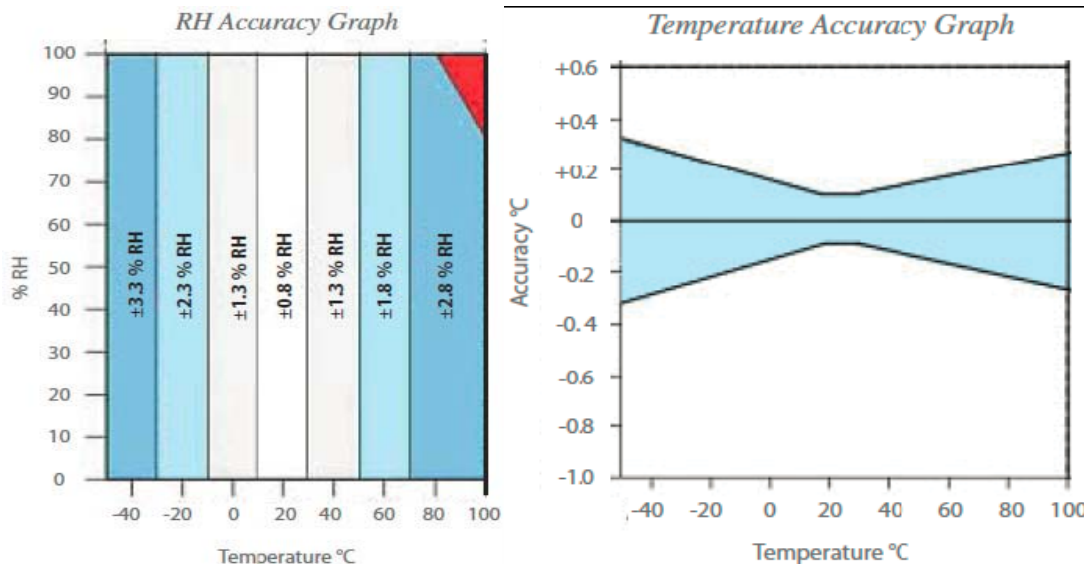 RH Accuracy Graph
100
90
80
70
60
50
40
30
20
10
0
% RH
±3.3 % RH
±2.3 % RH
±1.3 % RH
±0.8 % RH
±1.3 % RH
±1.8 % RH
±2.8 % RH
-40 -20 0 20 40 60 80 100
Temperature °C
Temperature Accuracy Graph
+0.6
+0.4
+0.2
0
-0.2
-0.4
-0.6
-0.8
-1.0
Accuracy °C
-40 -20 0 20 40 60 80 100
Temperature °C